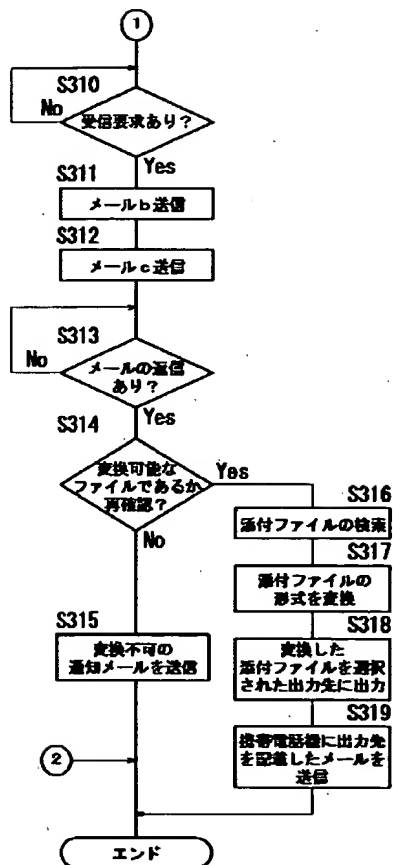 1
S310
No
受信要求あり?
Yes
S311
メールb送信
S312
メールc送信
S313
No
メールの返信
あり?
Yes
S314
変換可能な
ファイルであるか
再確認?
Yes
No
S316
添付ファイルの検索
S317
添付ファイルの
形式を変換
S315
変換不可の
通知メールを送信
S318
変換した
添付ファイルを選択
された出力先に出力
S319
携帯電話機に出力先
を記載したメールを
送信
2
エンド